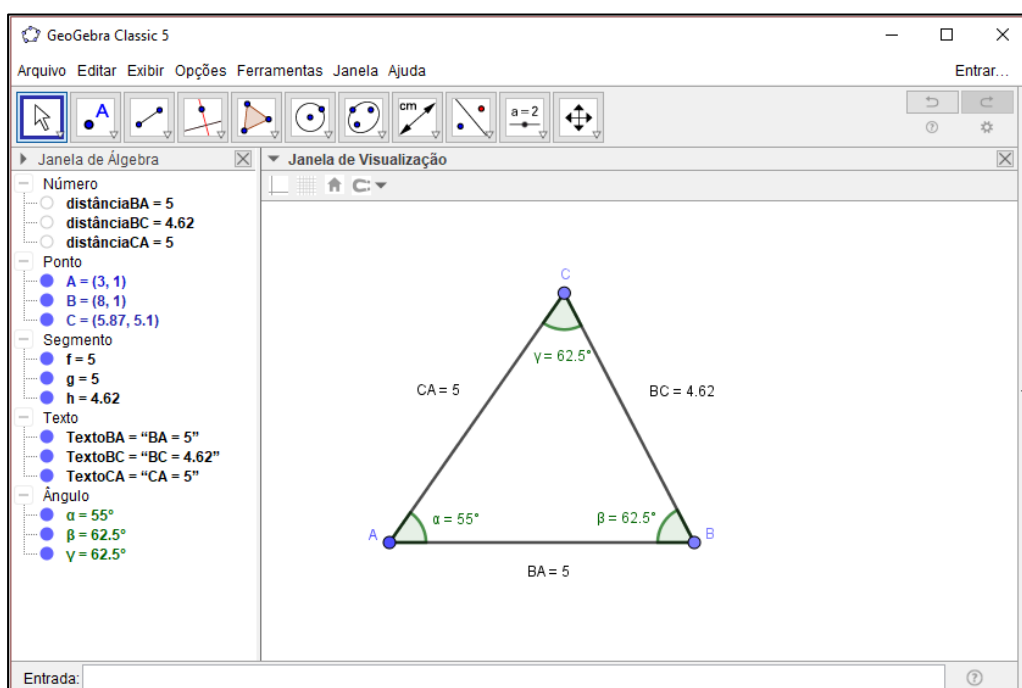 GeoGebra Classic 5
Arquivo Editar Exibir Opções Ferramentas Janela Ajuda
Entrar...
A
cm
a = 2
Janela de Álgebra
Janela de Visualização
Número
distânciaBA = 5
distânciaBC = 4.62
distânciaCA = 5
Ponto
A = (3, 1)
B = (8, 1)
C = (5.87, 5.1)
Segmento
f = 5
g = 5
h = 4.62
Texto
TextoBA = “BA = 5”
TextoBC = “BC = 4.62”
TextoCA = “CA = 5”
Ângulo
α = 55°
β = 62.5°
γ = 62.5°
C
γ = 62.5°
CA = 5
BC = 4.62
A
α = 55°
β = 62.5°
B
BA = 5
Entrada: